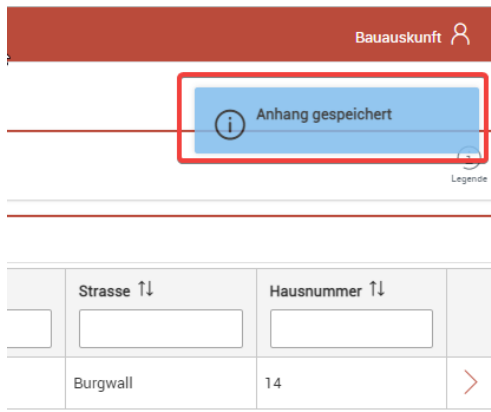 Bauauskunft
Anhang gespeichert
Legende
Strasse
Hausnummer
Burgwall
14